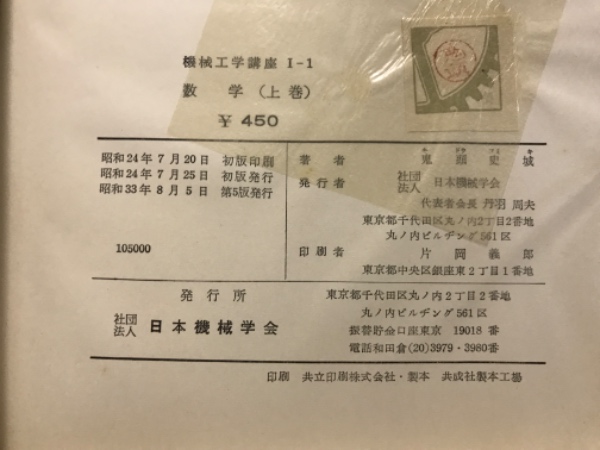 機械工学講座 I-1
数 学 (上巻)
¥ 450
昭和24年 7 月20日 初版印刷
昭和24年 7 月25日 初版発行
昭和33年 8 月 5 日 第5版発行
105000
著 者 鬼 頭 史 城
発行者 社団法人 日本機械学会
代表者会長 丹羽 周夫
東京都千代田区丸ノ内2丁目2番地
丸ノ内ビルヂング561区
印刷者 片 岡 義 郎
東京都中央区銀座東2丁目1番地
発 行 所
社団法人 日本機械学会
東京都千代田区丸ノ内2丁目2番地
丸ノ内ビルヂング561区
振替貯金口座東京 19018 番
電話和田倉(20)3979・3980番
印刷 共立印刷株式会社・製本 共成社製本工場